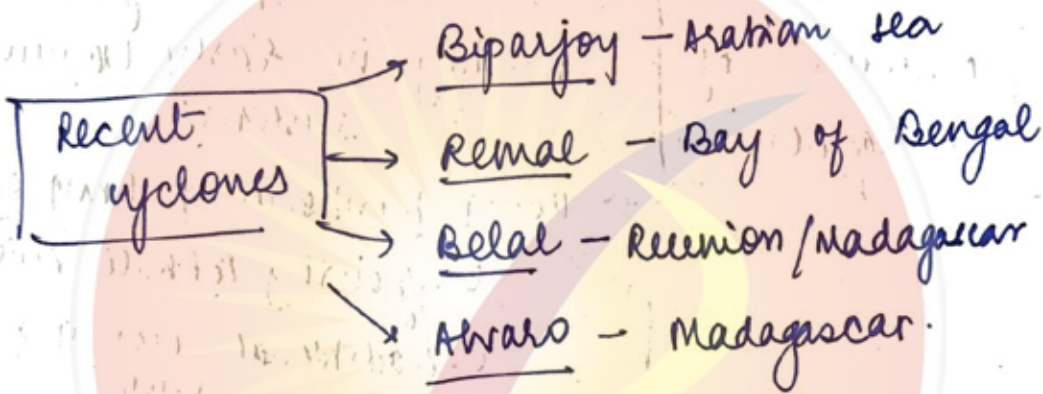 Biparjoy – Arabian sea
Recent cyclones
Remal – Bay of Bengal
Belal – Reunion/Madagascar
Alvaro – Madagascar.